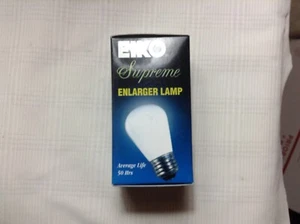 EIKO
Supreme
ENLARGER LAMP
Average Life
50 Hrs